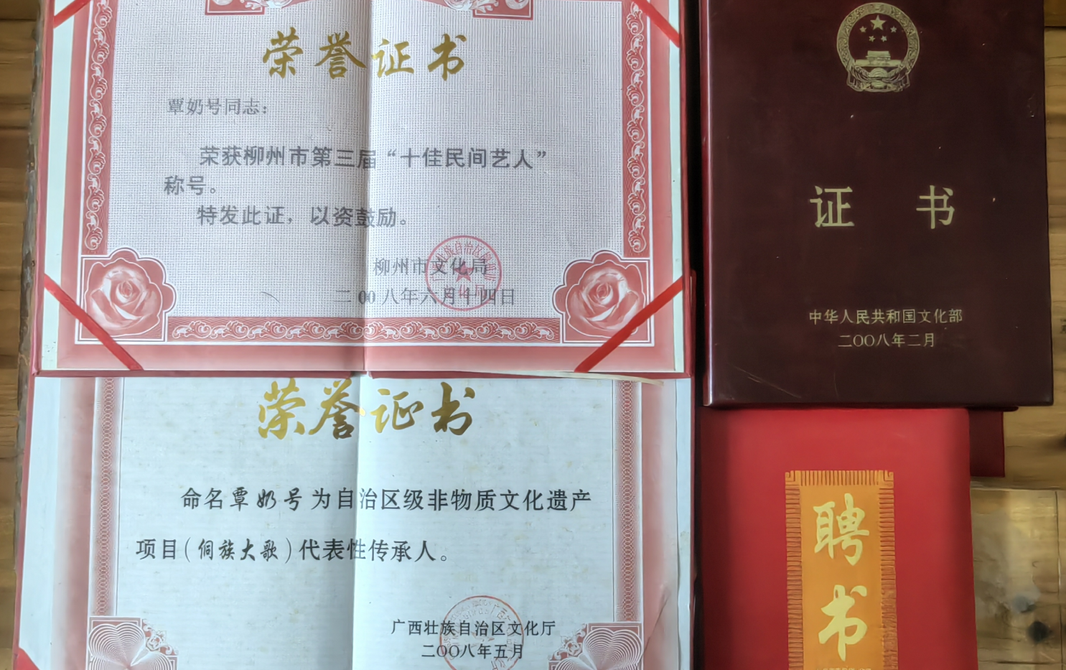 荣誉证书
覃奶号同志：
荣获柳州市第三届“十佳民间艺人”
称号。
特发此证，以资鼓励。
柳州市文化局
二00八年六月十四日
荣誉证书
命名覃奶号为自治区级非物质文化遗产
项目（侗族大歌）代表性传承人。
广西壮族自治区文化厅
二〇〇八年五月
证书
中华人民共和国文化部
二〇〇八年二月
聘书